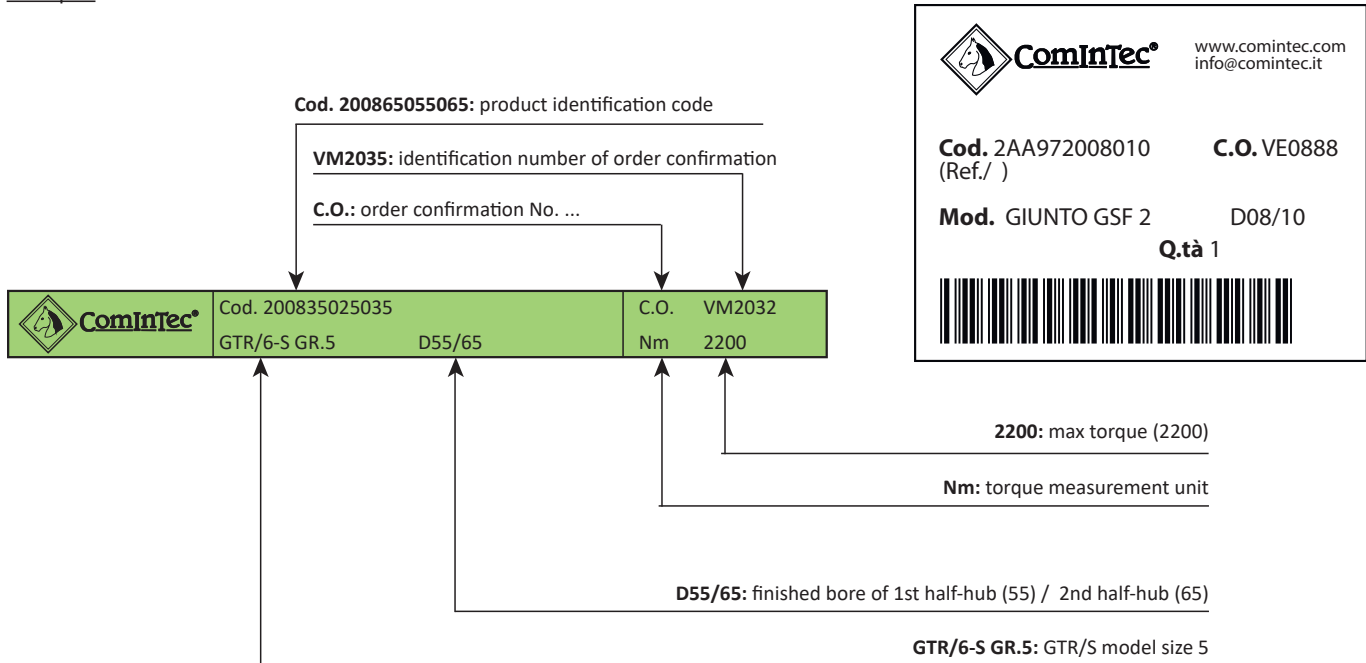 ComInTec®
www.comintec.com
info@comintec.it
Cod. 2AA972008010 C.O. VE0888
(Ref./ )
Mod. GIUNTO GSF 2 D08/10
Q.tà 1
Cod. 200865055065: product identification code
VM2035: identification number of order confirmation
C.O.: order confirmation No. ...
ComInTec®
Cod. 200835025035 C.O. VM2032
GTR/6-S GR.5 D55/65 Nm 2200
2200: max torque (2200)
Nm: torque measurement unit
D55/65: finished bore of 1st half-hub (55) / 2nd half-hub (65)
GTR/6-S GR.5: GTR/S model size 5